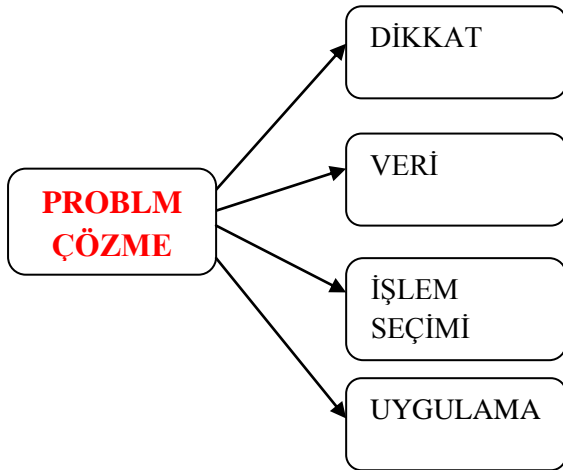 DİKKAT
VERİ
PROBLM
ÇÖZME
İŞLEM
SEÇİMİ
UYGULAMA